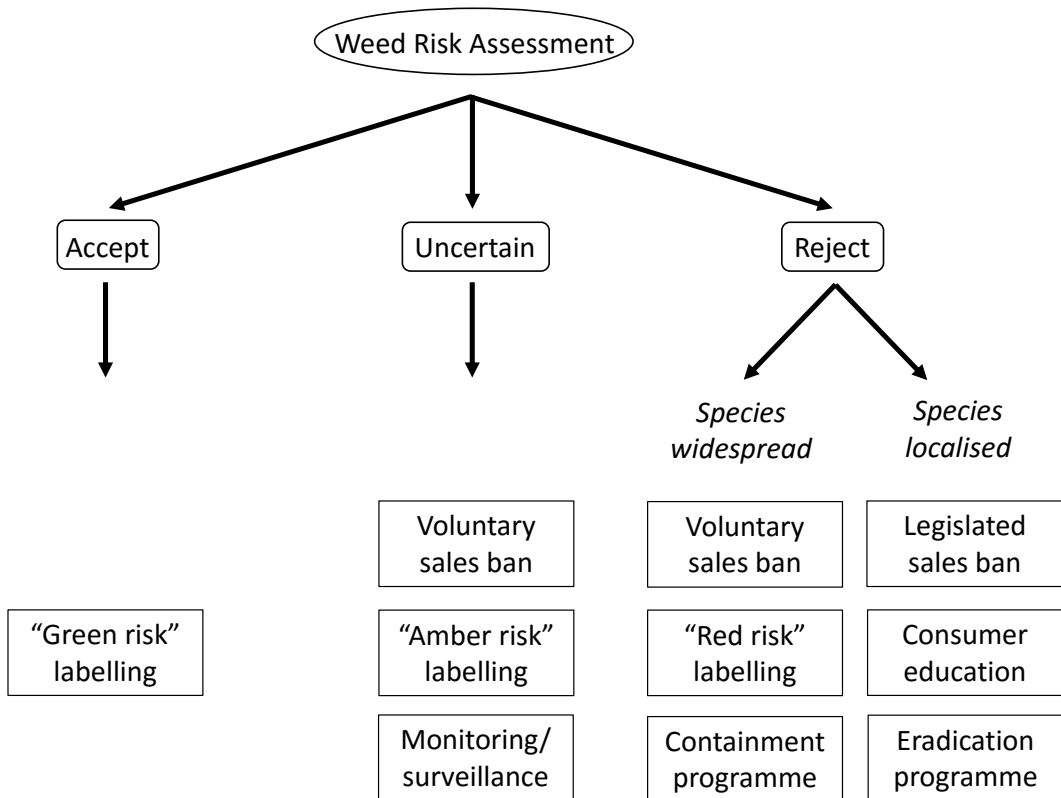 Weed Risk Assessment
Accept
Uncertain
Reject
Species
widespread
Species
localised
Voluntary
sales ban
Voluntary
sales ban
Legislated
sales ban
“Green risk”
labelling
“Amber risk”
labelling
“Red risk”
labelling
Consumer
education
Monitoring/
surveillance
Containment
programme
Eradication
programme